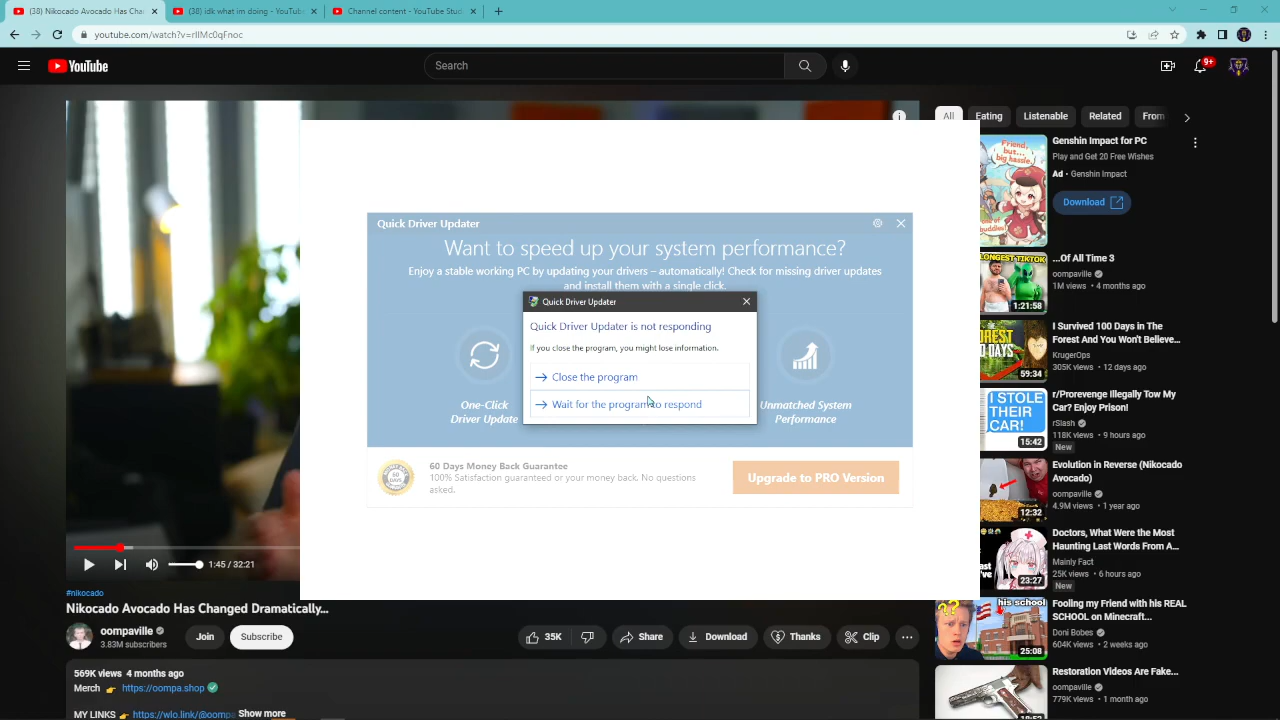 (38) Nikocado Avocado Has Cha
(38) idk what im doing - YouTub
Channel content - YouTube Stud
youtube.com/watch?v=rIlMc0qFnoc
YouTube
Search
9+
All
Eating
Listenable
Related
From
Friend,
but...
big hassle.
Genshin Impact for PC
Play and Get 20 Free Wishes
Ad • Genshin Impact
Download
LONGEST TIKTOK
1:21:58
...Of All Time 3
oompaville
1M views • 4 months ago
59:34
I Survived 100 Days in The
Forest And You Won't Believe...
KrugerOps
305K views • 12 days ago
I STOLE
THEIR
CAR!
15:42
r/Prorevenge Illegally Tow My
Car? Enjoy Prison!
rSlash
118K views • 9 hours ago
New
12:32
Evolution in Reverse (Nikocado
Avocado)
oompaville
4.9M views • 1 year ago
23:27
Doctors, What Were the Most
Haunting Last Words From A...
Mainly Fact
25K views • 6 hours ago
New
his school
??
25:08
Fooling my Friend with his REAL
SCHOOL on Minecraft...
Doni Bobes
604K views • 2 weeks ago
Restoration Videos Are Fake...
oompaville
779K views • 1 month ago
Quick Driver Updater
Want to speed up your system performance?
Enjoy a stable working PC by updating your drivers – automatically! Check for missing driver updates
and install them with a single click.
One-Click
Driver Update
Unmatched System
Performance
Quick Driver Updater
Quick Driver Updater is not responding
If you close the program, you might lose information.
Close the program
Wait for the program to respond
60 Days Money Back Guarantee
100% Satisfaction guaranteed or your money back. No questions
asked.
Upgrade to PRO Version
1:45 / 32:21
#nikocado
Nikocado Avocado Has Changed Dramatically...
oompaville
3.83M subscribers
Join
Subscribe
35K
Share
Download
Thanks
Clip
569K views 4 months ago
Merch 👉 https://oompa.shop
MY LINKS 👉 https://wlo.link/@oompa
Show more